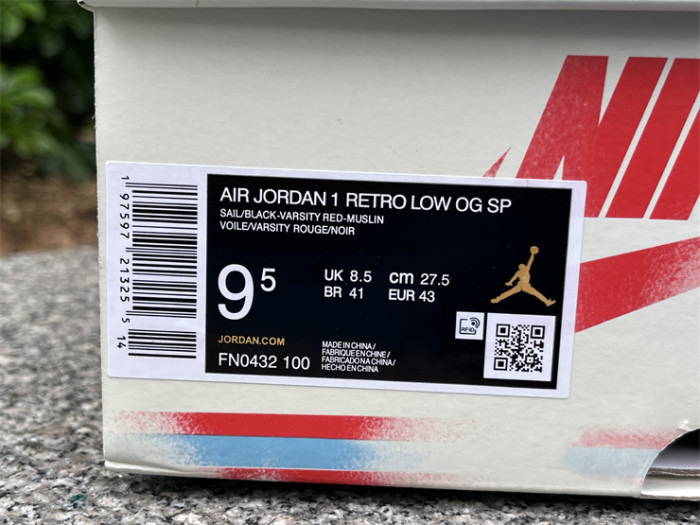 NIK
1 97597 21325 5 14
AIR JORDAN 1 RETRO LOW OG SP
SAIL/BLACK-VARSITY RED-MUSLIN
VOILE/VARSITY ROUGE/NOIR
9 5
UK 8.5 cm 27.5
BR 41 EUR 43
RFID
JORDAN.COM
FN0432 100
MADE IN CHINA/
FABRIQUE EN CHINE/
FABRICADO NA CHINA/
HECHO EN CHINA